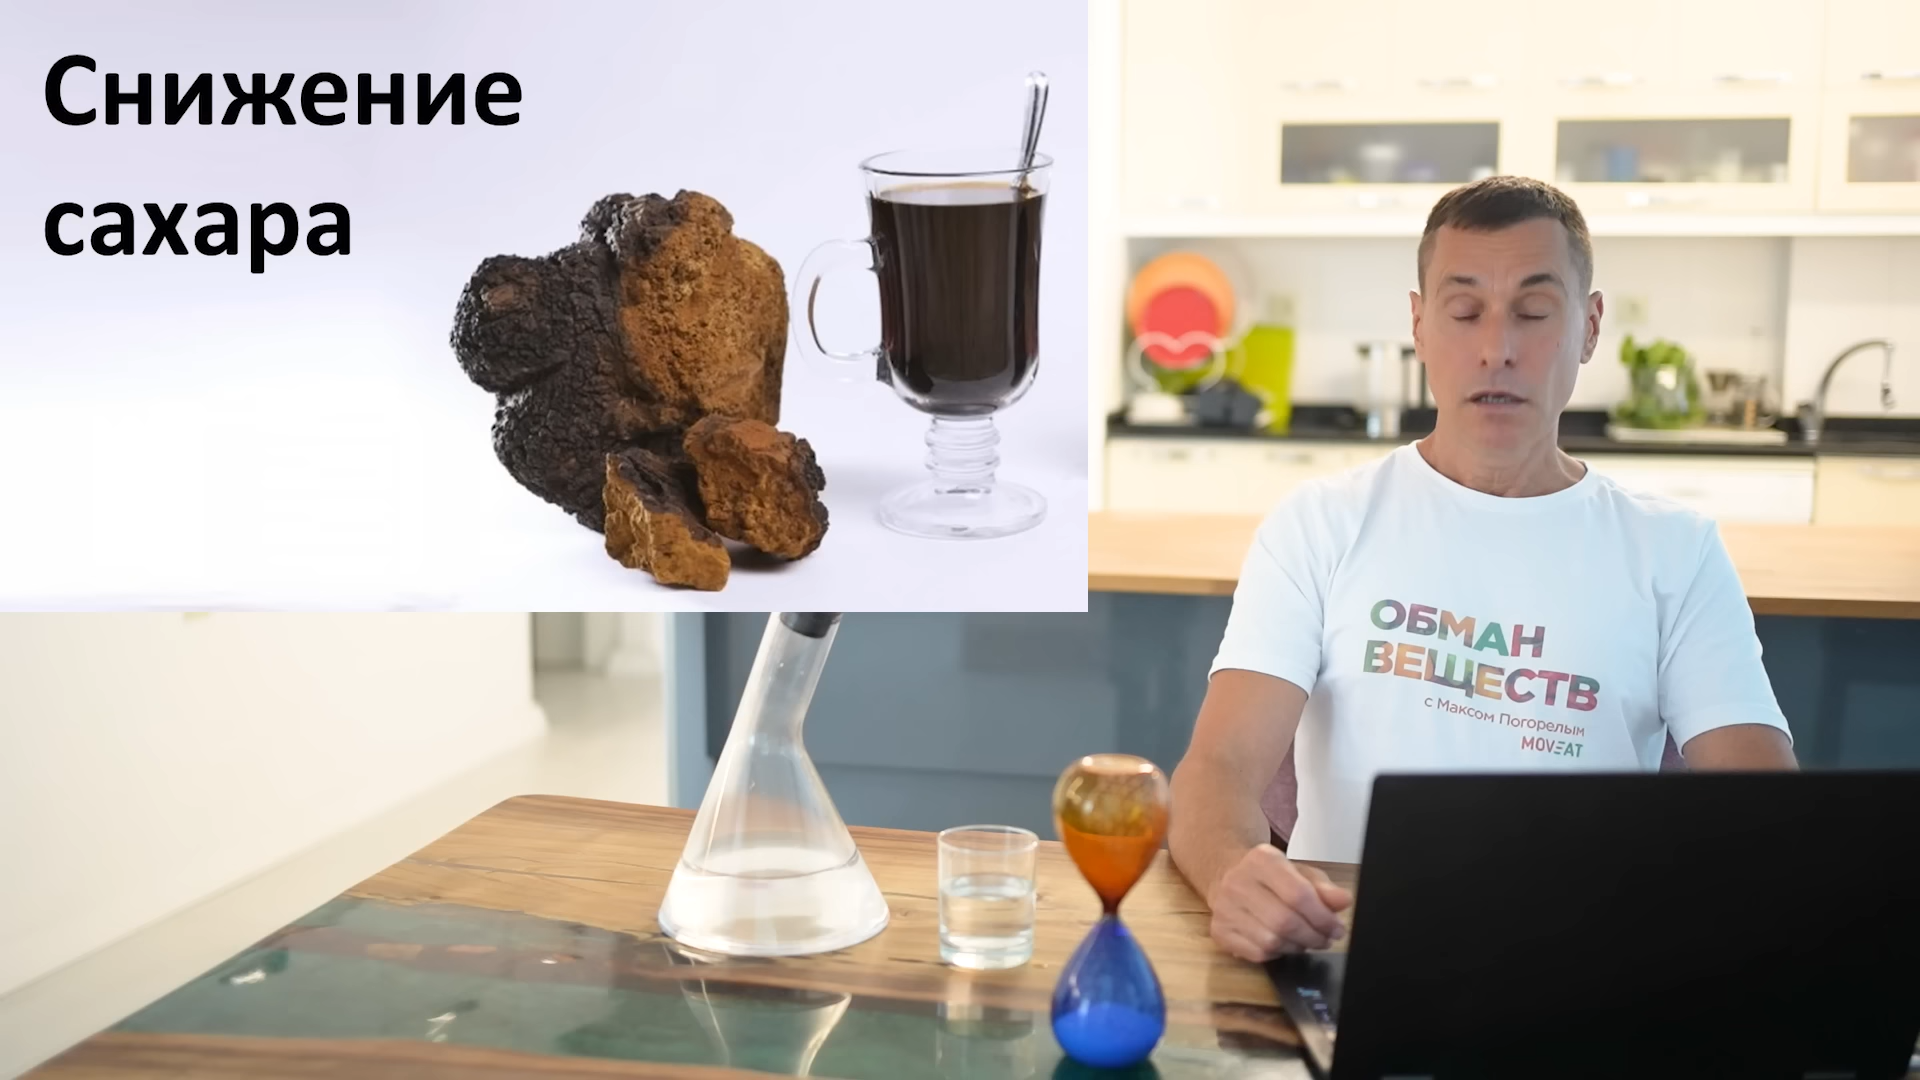 Снижение
сахара
ОБМАН
ВЕЩЕСТВ
с Максом Погорелым
MOVEAT